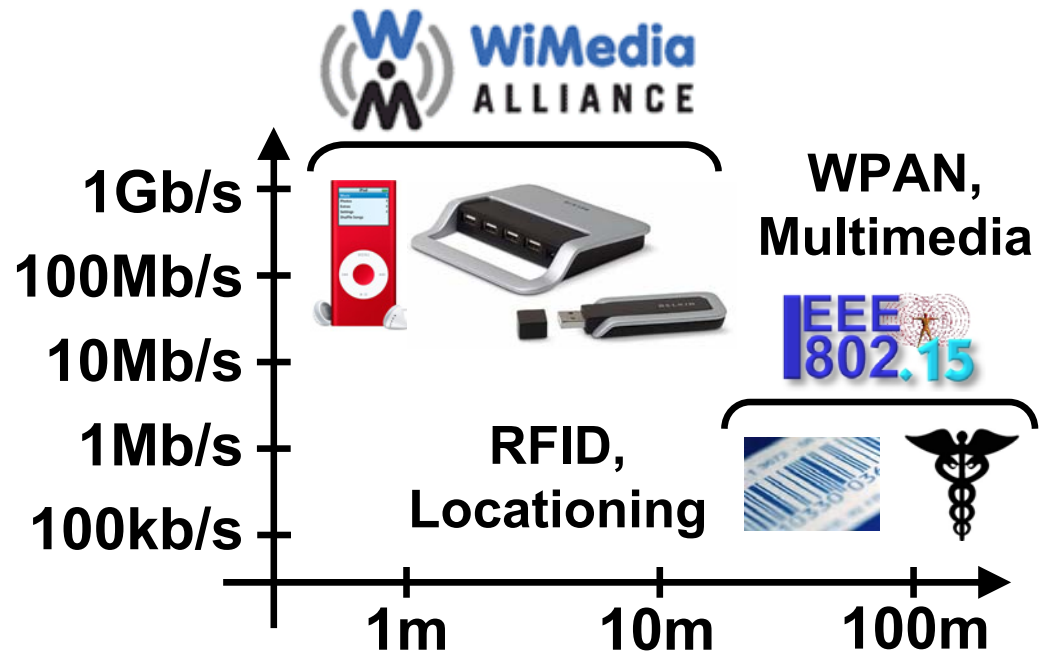 WiMedia
ALLIANCE
1Gb/s
100Mb/s
10Mb/s
1Mb/s
100kb/s
WPAN,
Multimedia
IEEE
802.15
RFID,
Locationing
1m
10m
100m